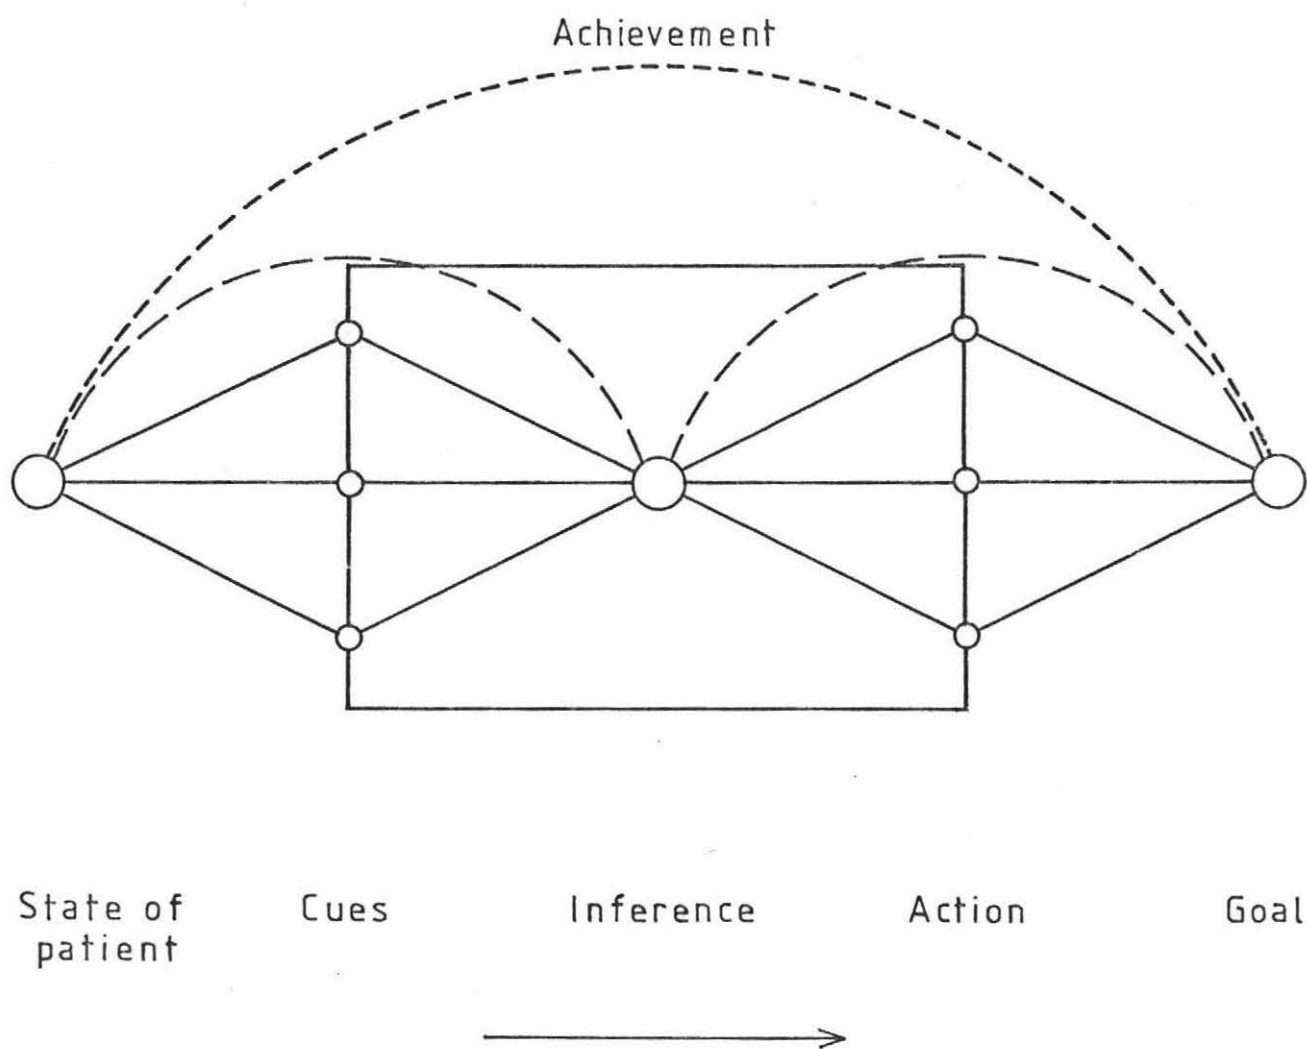 Achievement
State of patient
Cues
Inference
Action
Goal